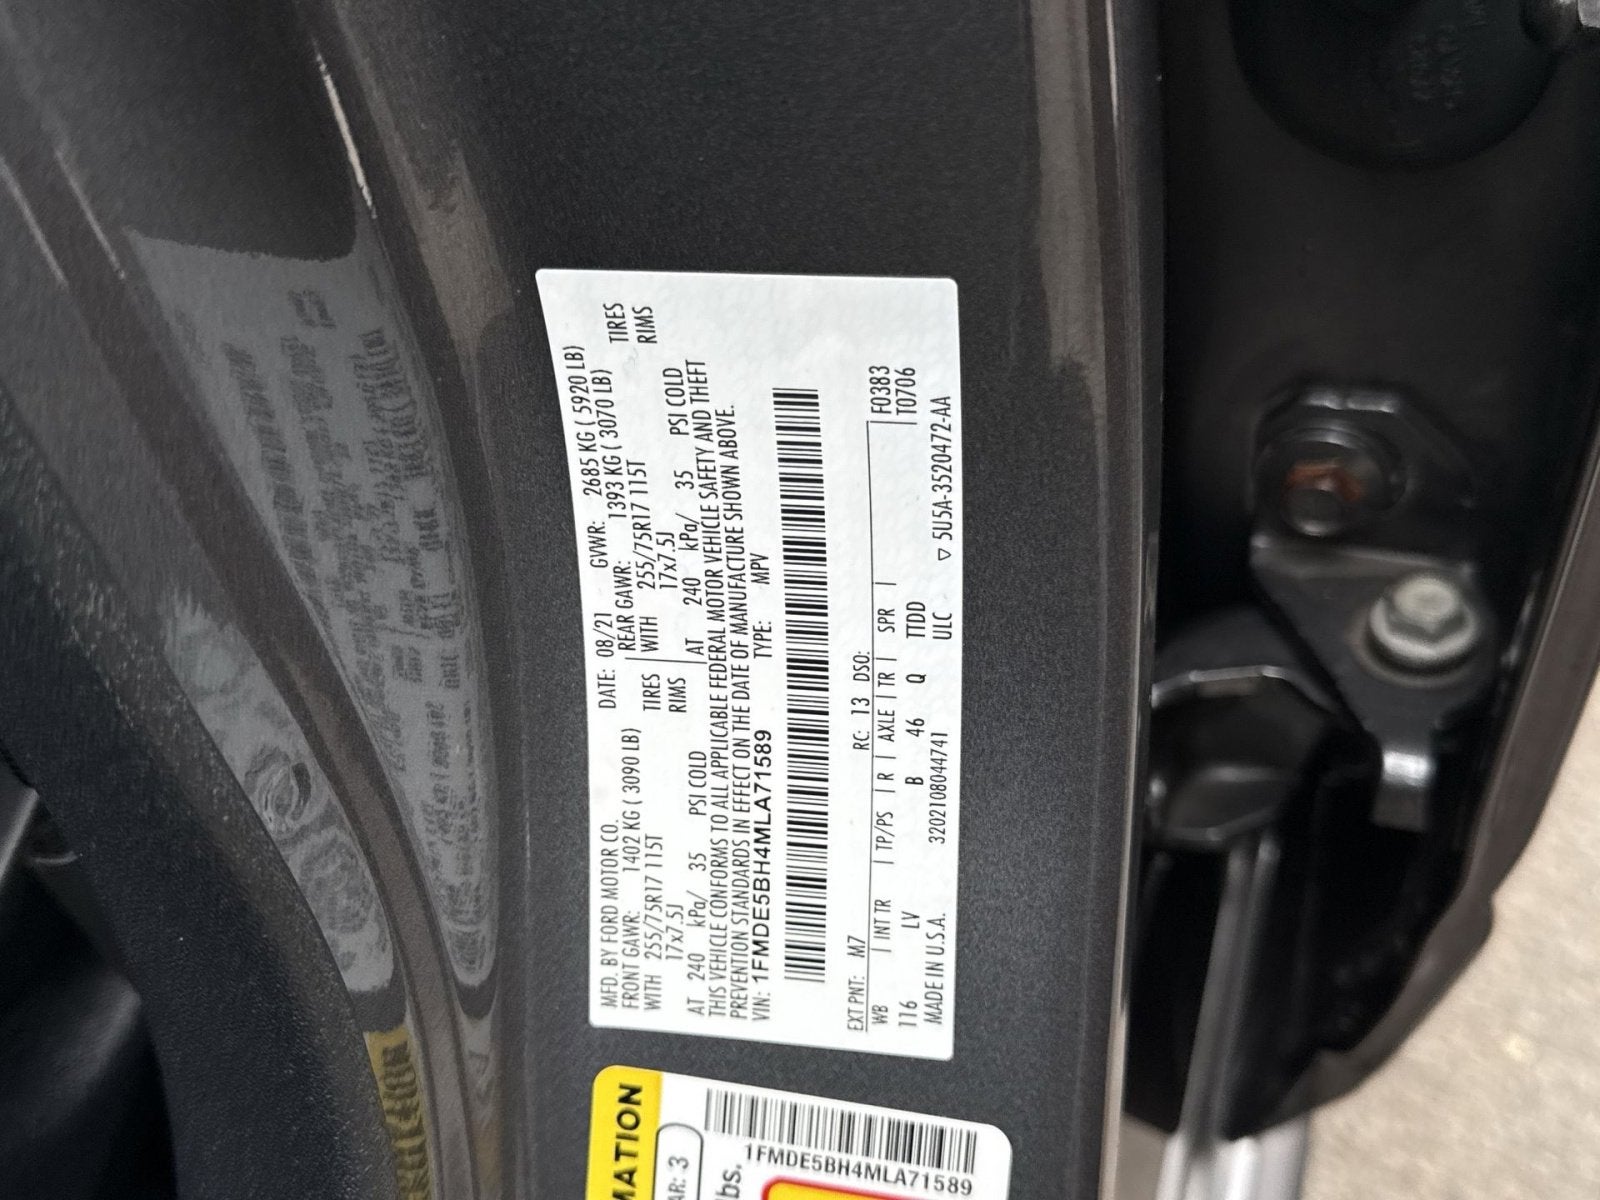 MFD. BY FORD MOTOR CO. DATE: 08/21 GVWR: 2685 KG ( 5920 LB)
FRONT GAWR: 1402 KG ( 3090 LB) REAR GAWR: 1393 KG ( 3070 LB)
WITH 255/75R17 115T TIRES WITH 255/75R17 115T TIRES
17x7.5J RIMS 17x7.5J RIMS
AT 240 kPa/ 35 PSI COLD AT 240 kPa/ 35 PSI COLD
THIS VEHICLE CONFORMS TO ALL APPLICABLE FEDERAL MOTOR VEHICLE SAFETY AND THEFT
PREVENTION STANDARDS IN EFFECT ON THE DATE OF MANUFACTURE SHOWN ABOVE.
VIN: 1FMDE5BH4MLA71589 TYPE: MPV
EXT PNT: M7 RC: 13 DSO: F0383
WB INT TR TP/PS R AXLE TR SPR T0706
116 LV B 46 Q TTDD
MADE IN U.S.A. 320210804474I ULC ▽ 5U5A-3520472-AA
MATION
AR: 3
lbs.
1FMDE5BH4MLA71589